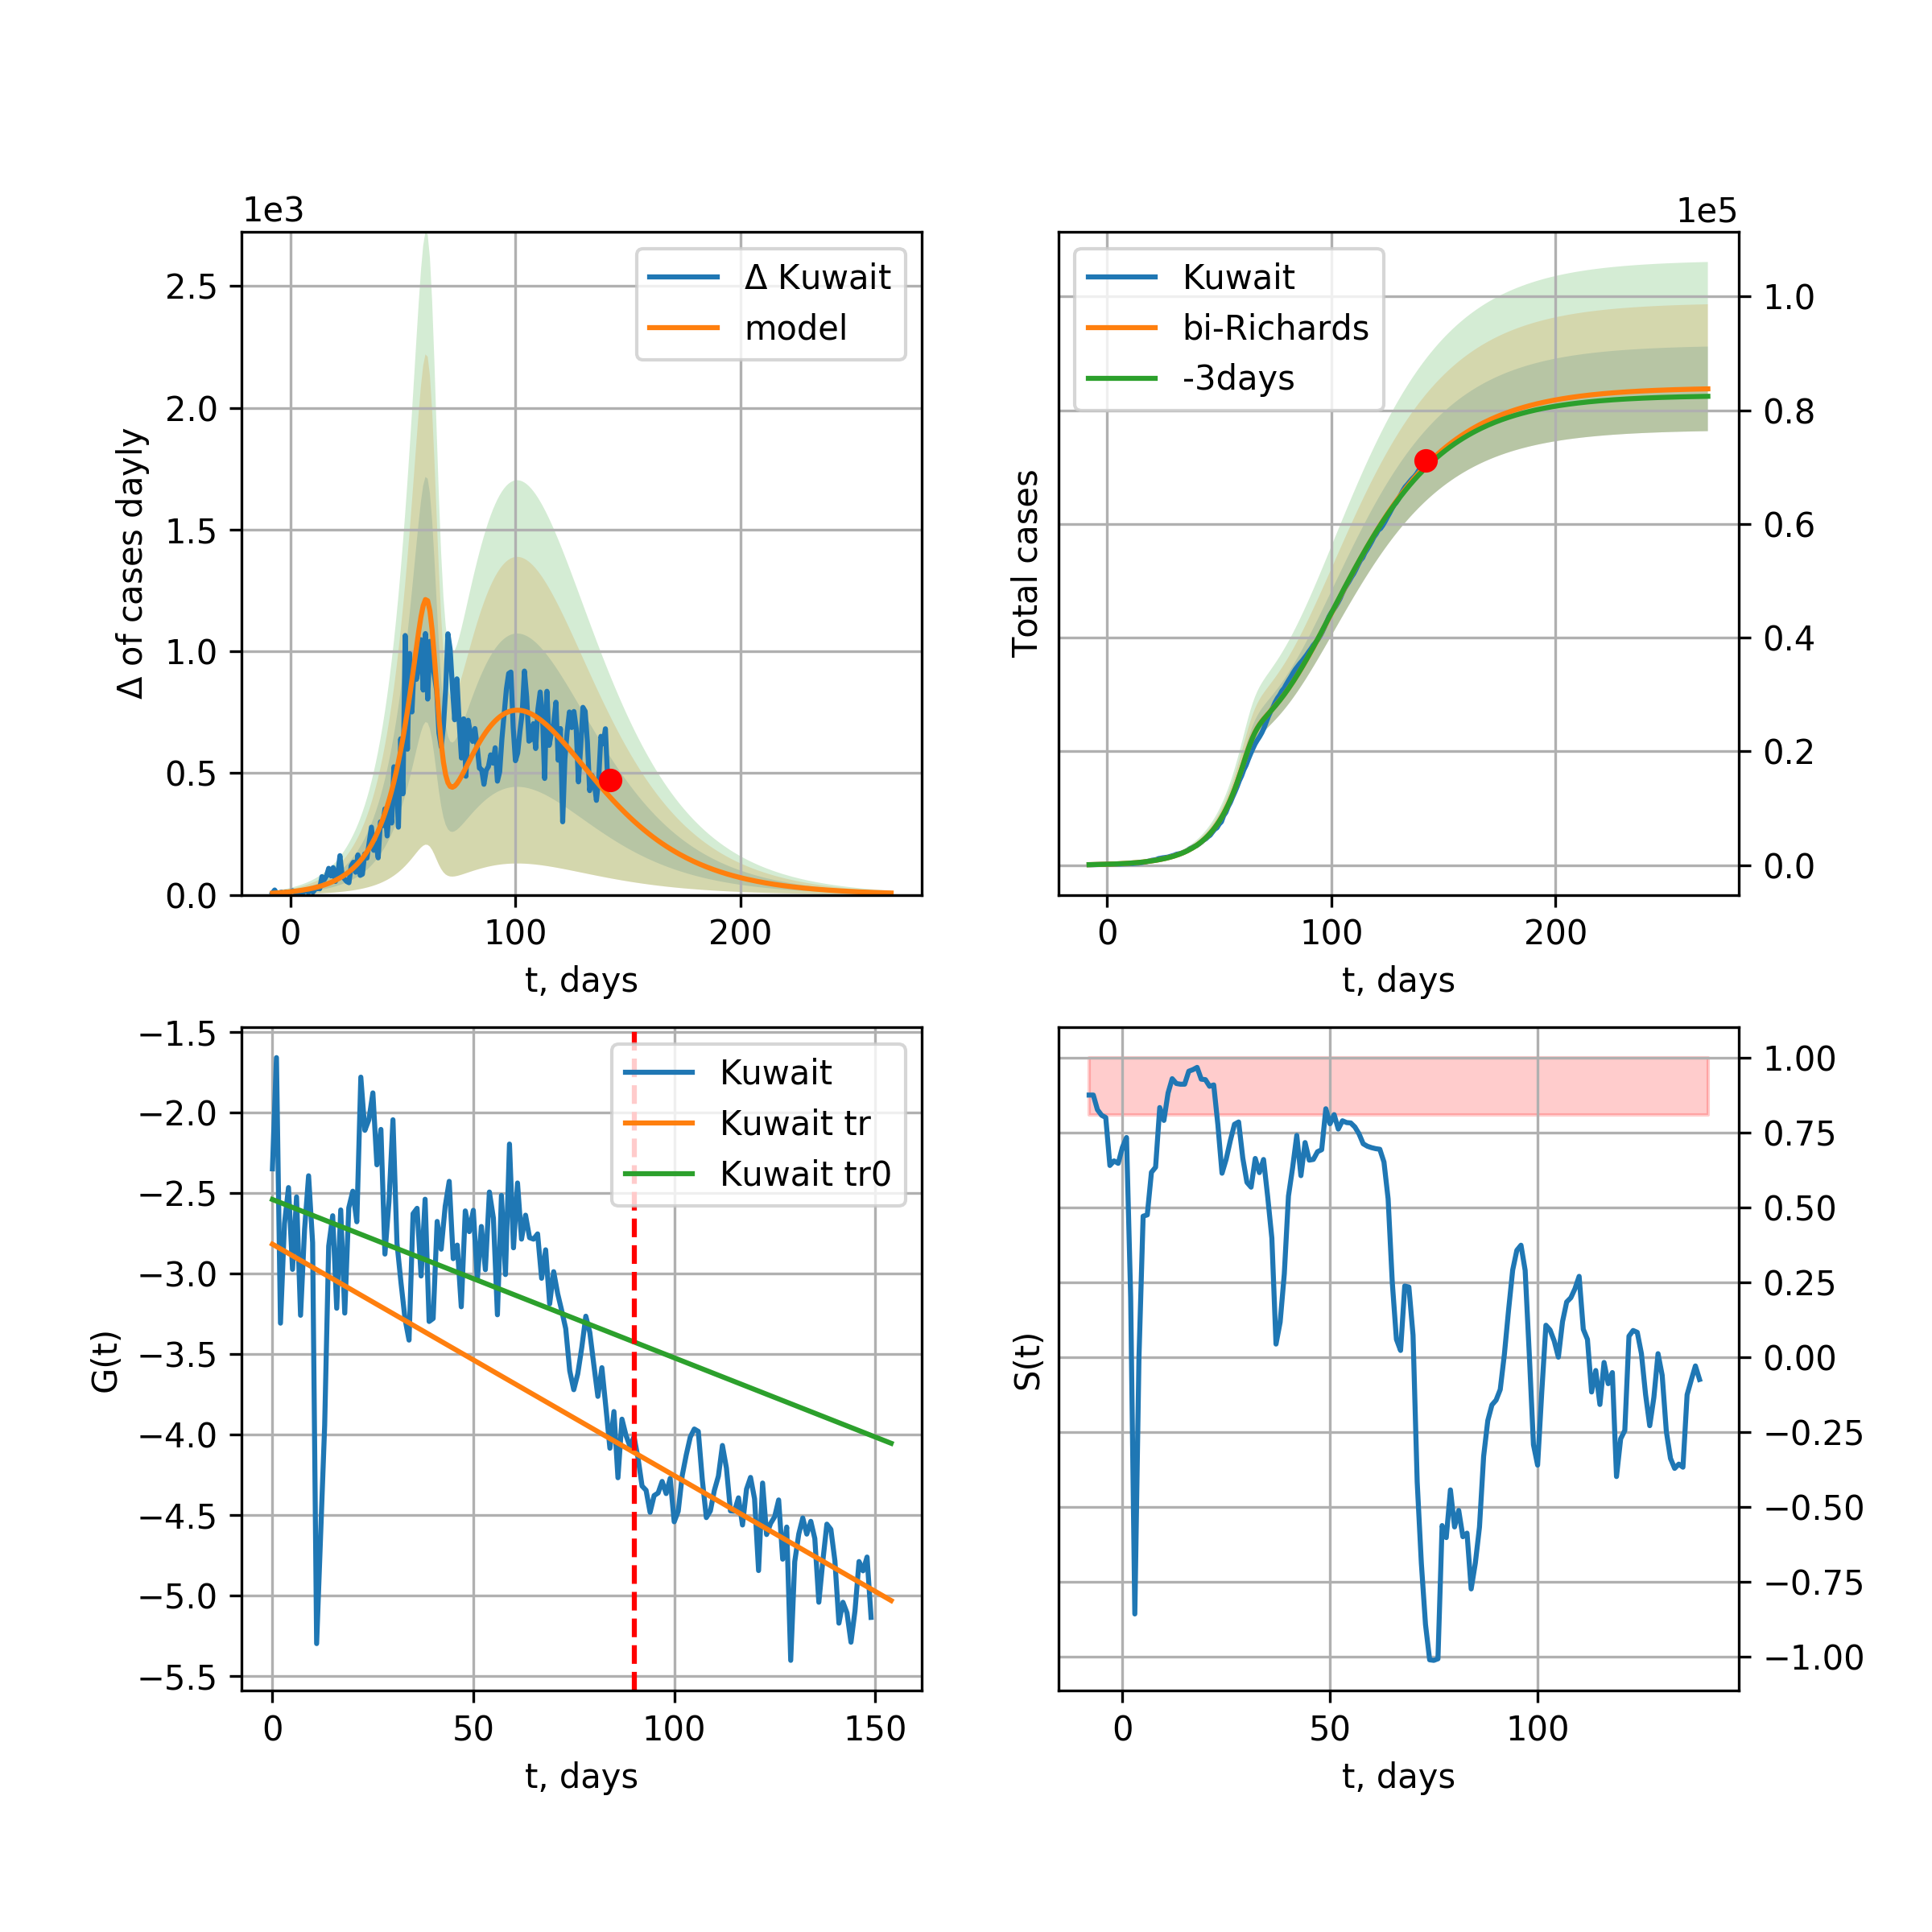 1e3
Δ of cases dayly
2.5
2.0
1.5
1.0
0.5
0.0
0 100 200
t, days
Δ Kuwait
model
1e5
Total cases
1.0
0.8
0.6
0.4
0.2
0.0
0 100 200
t, days
Kuwait
bi-Richards
-3days
G(t)
−1.5
−2.0
−2.5
−3.0
−3.5
−4.0
−4.5
−5.0
−5.5
0 50 100 150
t, days
Kuwait
Kuwait tr
Kuwait tr0
S(t)
1.00
0.75
0.50
0.25
0.00
−0.25
−0.50
−0.75
−1.00
0 50 100
t, days